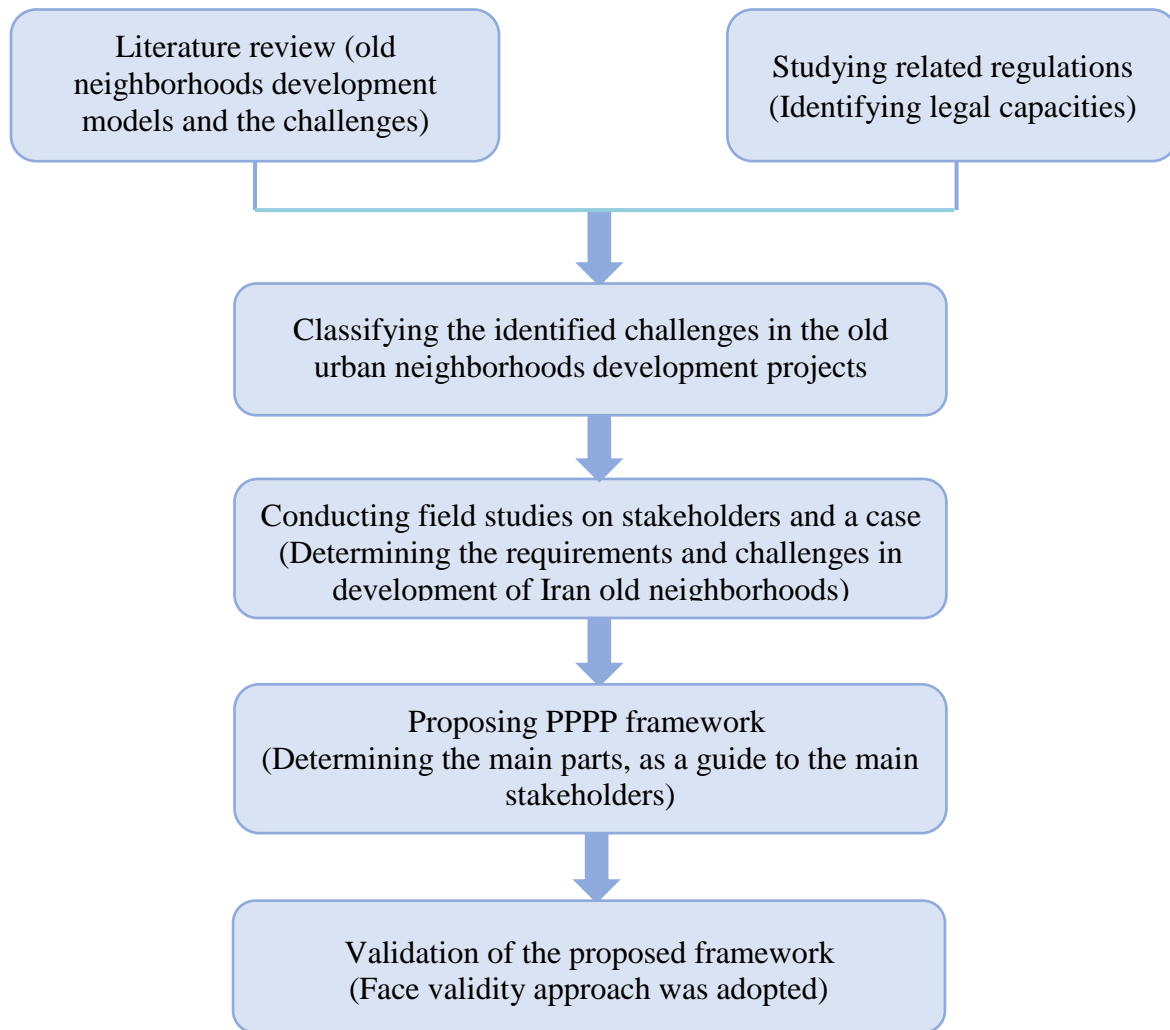 Literature review (old
neighborhoods development
models and the challenges)
Studying related regulations
(Identifying legal capacities)
Classifying the identified challenges in the old
urban neighborhoods development projects
Conducting field studies on stakeholders and a case
(Determining the requirements and challenges in
development of Iran old neighborhoods)
Proposing PPPP framework
(Determining the main parts, as a guide to the main
stakeholders)
Validation of the proposed framework
(Face validity approach was adopted)